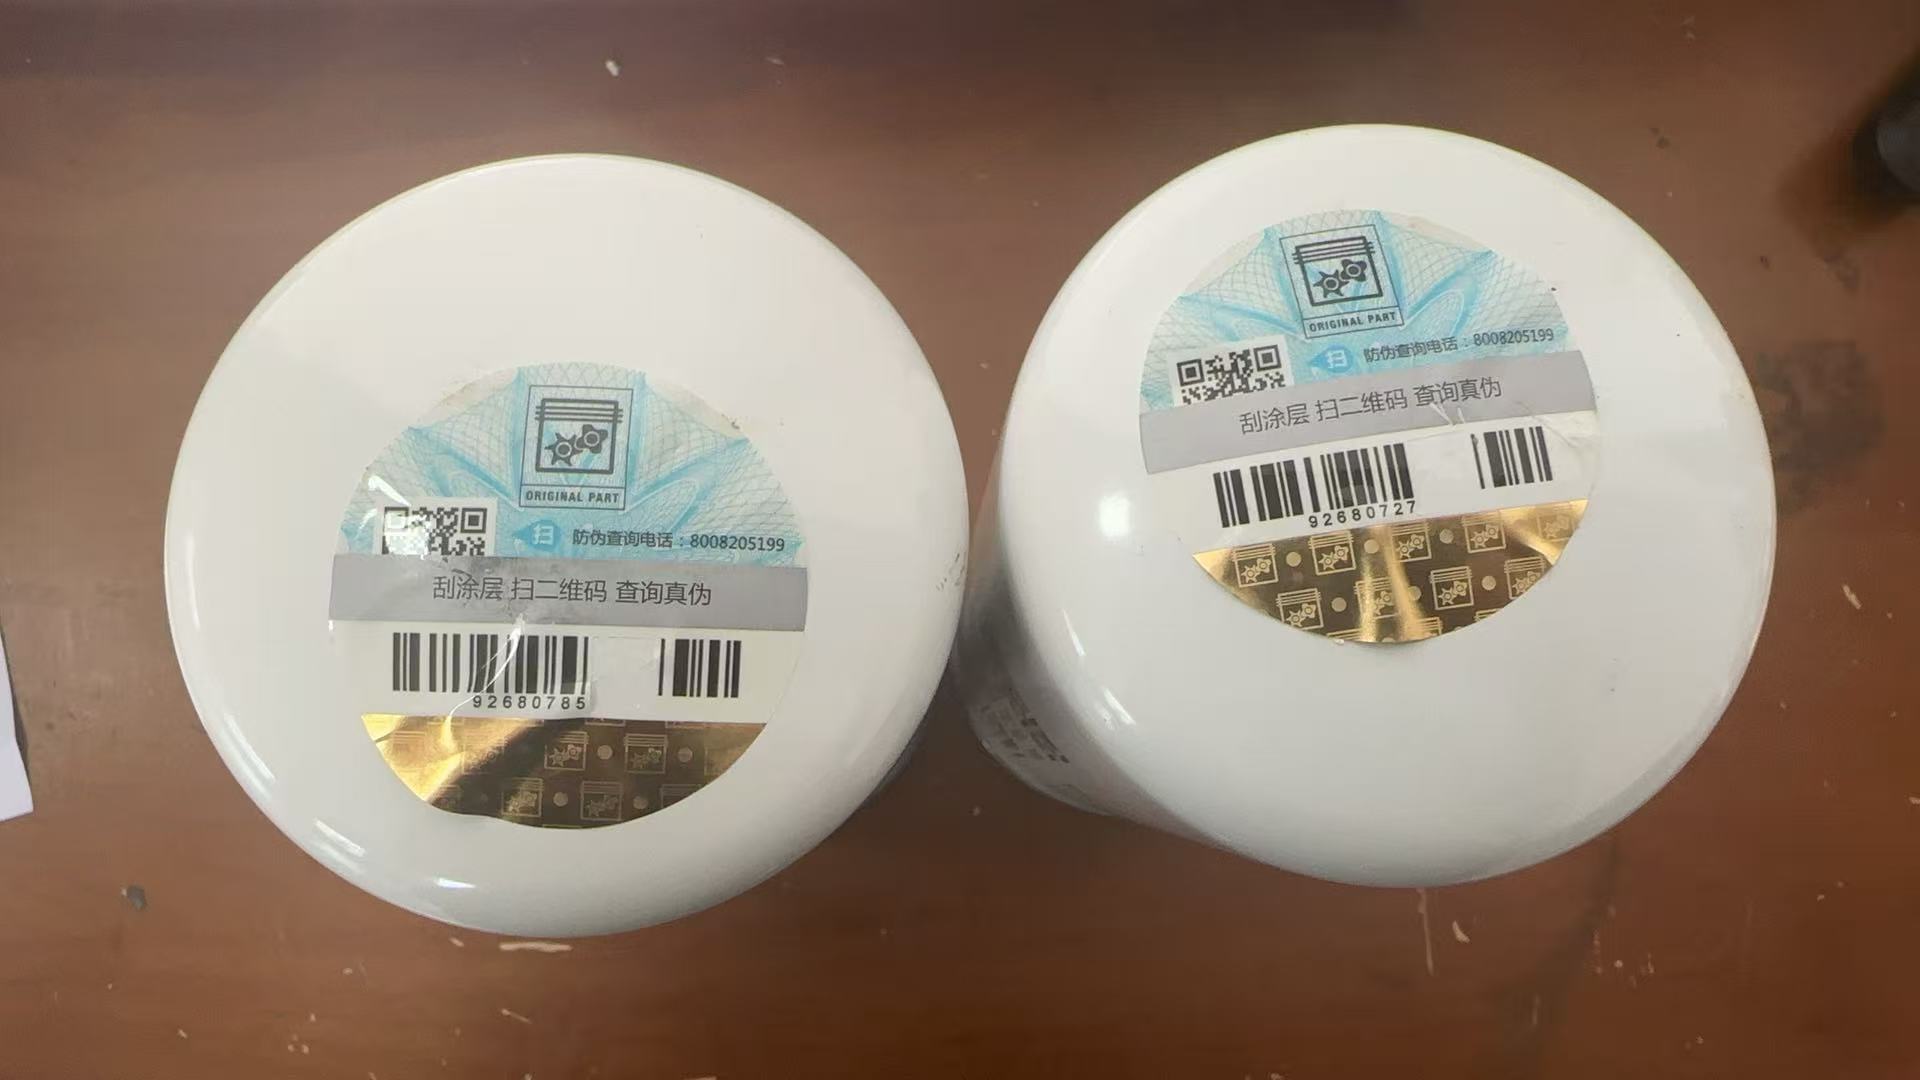 ORIGINAL PART
扫 防伪查询电话：8008205199
刮涂层 扫二维码 查询真伪
92680785
ORIGINAL PART
扫 防伪查询电话：8008205199
刮涂层 扫二维码 查询真伪
92680727